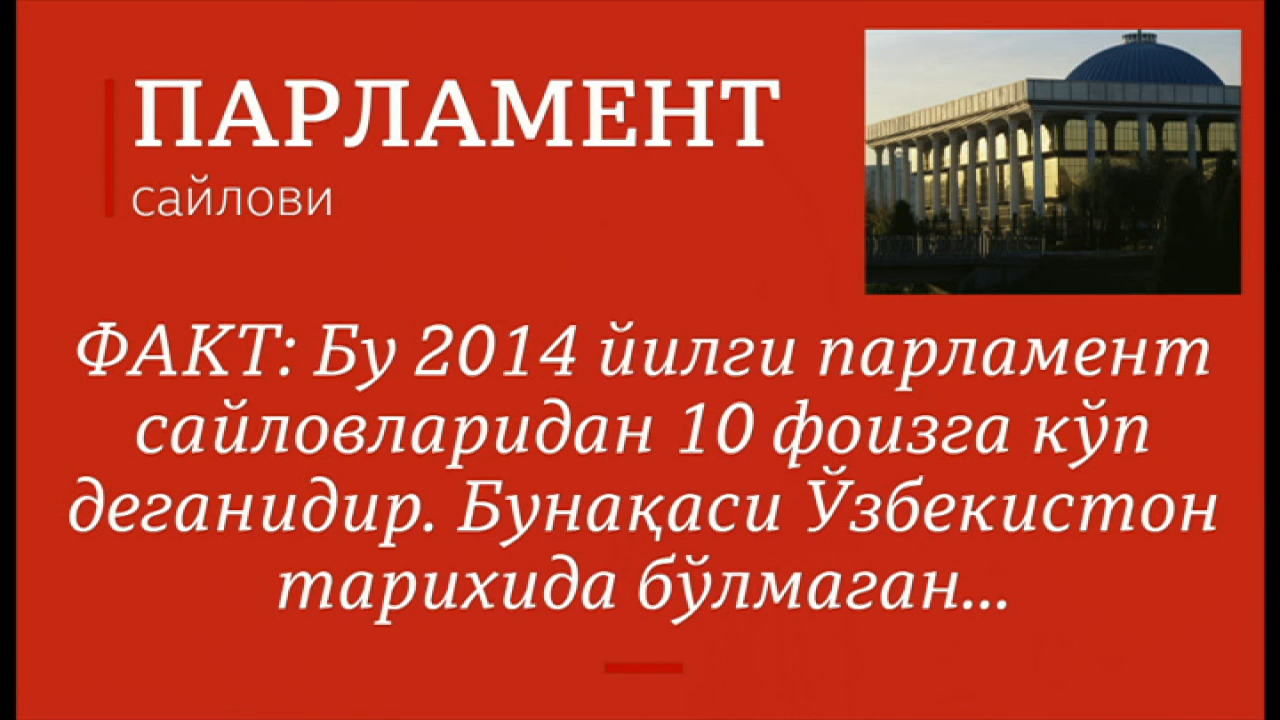 ПАРЛАМЕНТ
сайлови
ФАКТ: Бу 2014 йилги парламент
сайловларидан 10 фоизга кўп
деганидир. Бунақаси Ўзбекистон
тарихида бўлмаган...